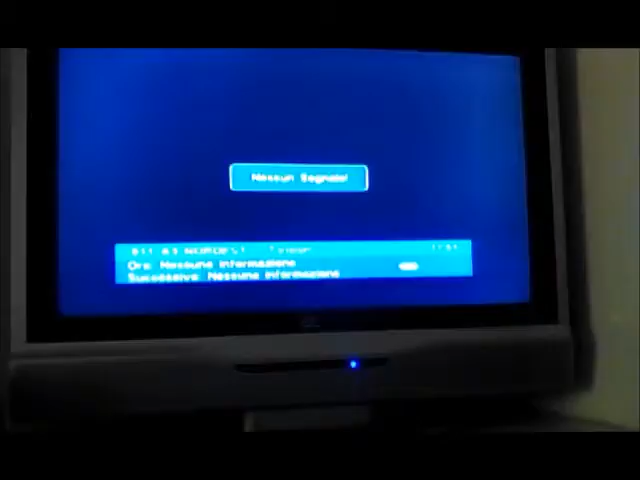 Nessun Segnale!
Ora: Nessuna informazione
Successivo: Nessuna informazione